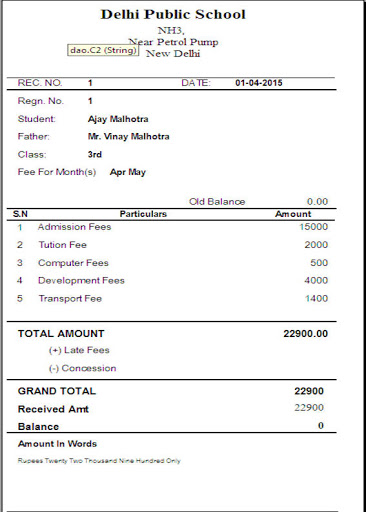 Delhi Public School
NH3,
Near Petrol Pump
dao.C2 (String)
New Delhi
REC. NO. 1 DATE: 01-04-2015
Regn. No. 1
Student: Ajay Malhotra
Father: Mr. Vinay Malhotra
Class: 3rd
Fee For Month(s) Apr May
Old Balance 0.00
S.N Particulars Amount
1 Admission Fees 15000
2 Tution Fee 2000
3 Computer Fees 500
4 Development Fees 4000
5 Transport Fee 1400
TOTAL AMOUNT 22900.00
(+) Late Fees
(-) Concession
GRAND TOTAL 22900
Received Amt 22900
Balance 0
Amount In Words
Rupees Twenty Two Thousand Nine Hundred Only